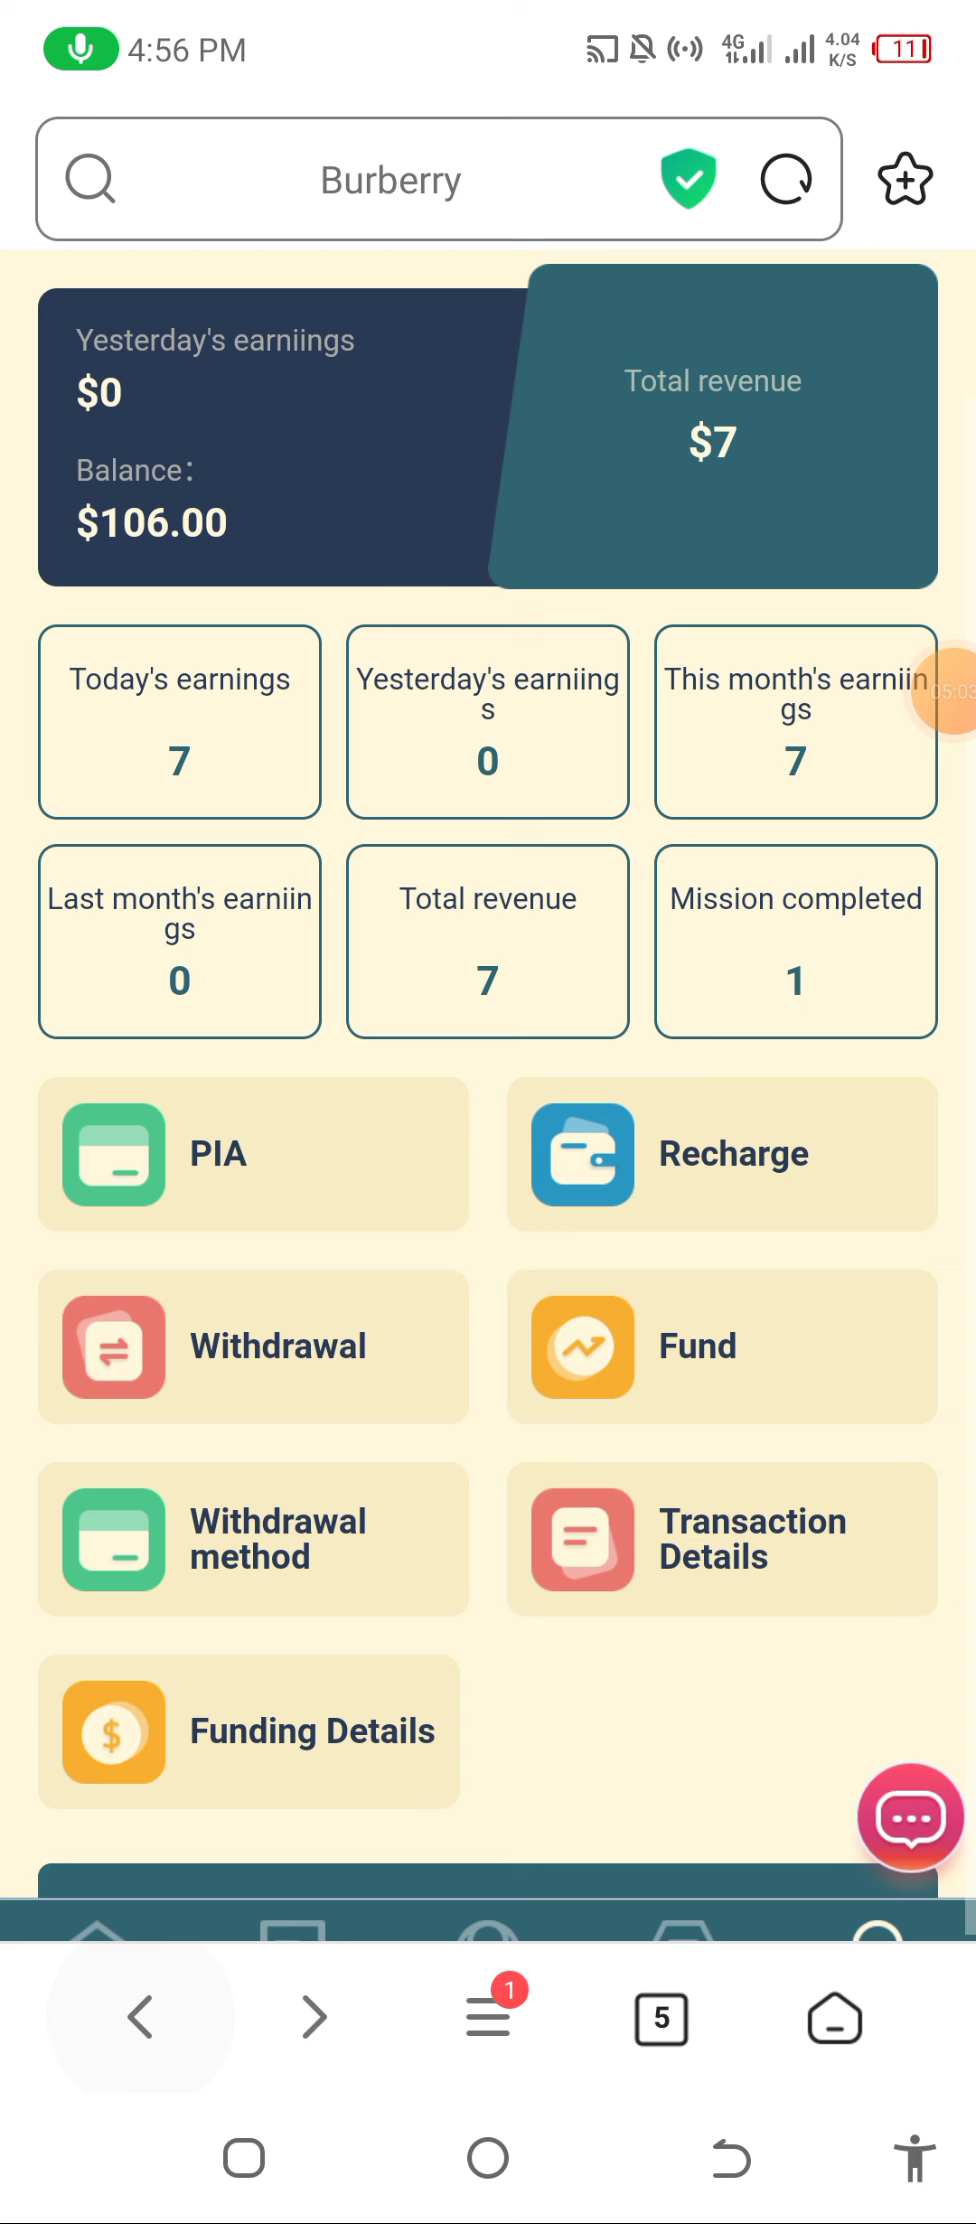 4:56 PM
4G
4.04
K/S
11
Burberry
Yesterday's earniings
$0
Balance:
$106.00
Total revenue
$7
Today's earnings
7
Yesterday's earniing
s
0
This month's earniin
gs
7
05:03
Last month's earniin
gs
0
Total revenue
7
Mission completed
1
PIA
Recharge
Withdrawal
Fund
Withdrawal
method
Transaction
Details
$
Funding Details
1
5